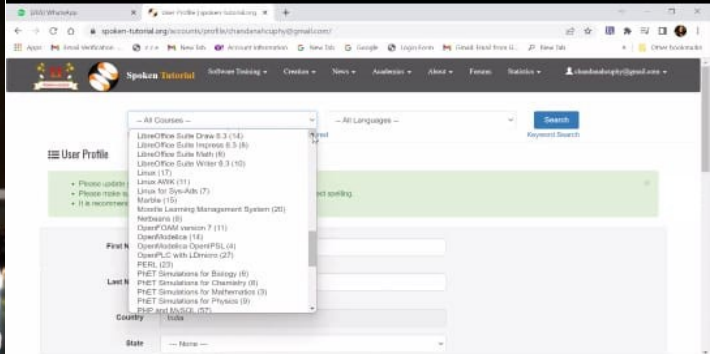 WhatsApp
User Profile | spoken-tutorial.org
spoken-tutorial.org/accounts/profile/chandanahcuphy@gmail.com/
Apps
New Tab
Account Information
New Tab
Google
Login Form
New Tab
Other bookmarks
Spoken Tutorial
Software Training
Creation
News
Academics
About
Forums
Statistics
chandanahcuphy@gmail.com
-- All Courses --
-- All Languages --
Search
Keyword Search
LibreOffice Suite Draw 6.3 (14)
LibreOffice Suite Impress 6.3 (8)
LibreOffice Suite Math (6)
LibreOffice Suite Writer 6.3 (10)
Linux (17)
Linux AWK (11)
Linux for Sys-Ads (7)
Marble (15)
Moodle Learning Management System (20)
Netbeans (8)
OpenFOAM version 7 (11)
OpenModelica (14)
OpenModelica OpenIPSL (4)
OpenPLC with LDmicro (27)
PERL (23)
PhET Simulations for Biology (6)
PhET Simulations for Chemistry (8)
PhET Simulations for Mathematics (3)
PhET Simulations for Physics (9)
PHP and MySQL (57)
User Profile
Please update
Please make
ect spelling.
It is recommen
First N
Last N
Country
India
State
--- None ---